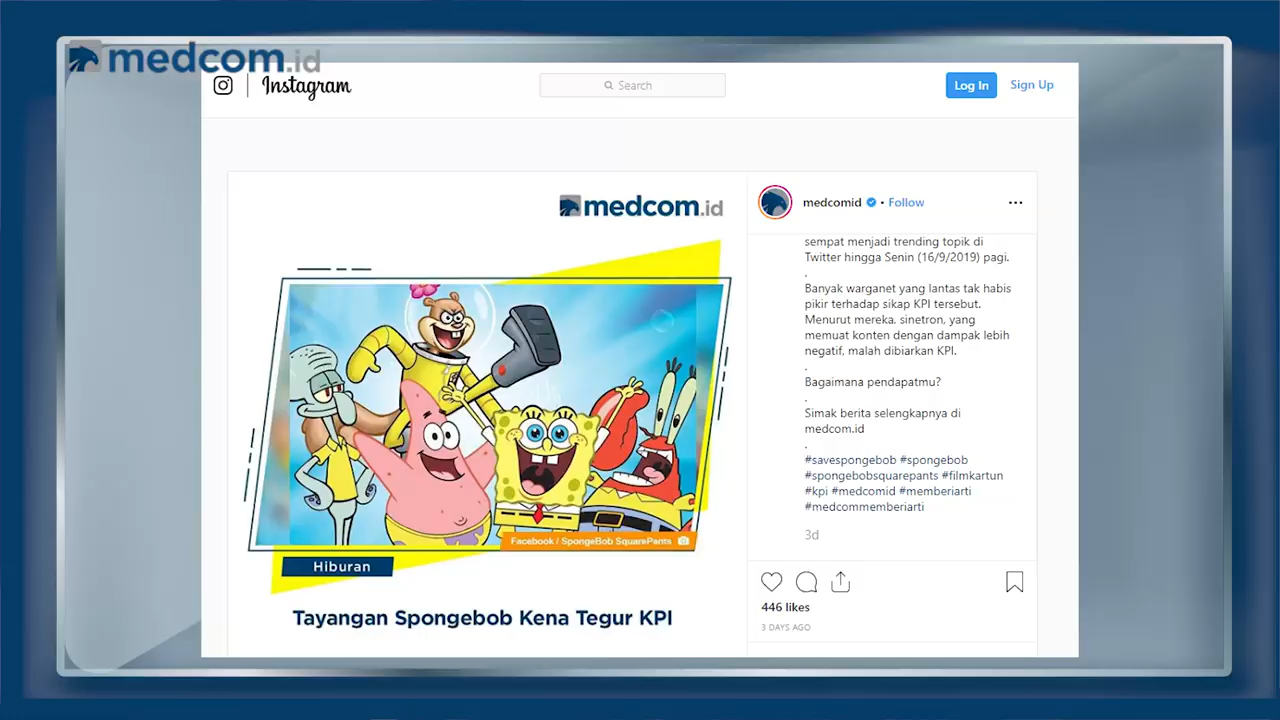 medcom.id
Instagram
Search
Log In
Sign Up
medcom.id
Facebook / SpongeBob SquarePants
Hiburan
Tayangan Spongebob Kena Tegur KPI
medcomid • Follow
sempat menjadi trending topik di
Twitter hingga Senin (16/9/2019) pagi.
.
Banyak warganet yang lantas tak habis
pikir terhadap sikap KPI tersebut.
Menurut mereka. sinetron, yang
memuat konten dengan dampak lebih
negatif, malah dibiarkan KPI.
.
Bagaimana pendapatmu?
.
Simak berita selengkapnya di
medcom.id
.
#savespongebob #spongebob
#spongebobsquarepants #filmkartun
#kpi #medcomid #memberiarti
#medcommemberiarti
3d
446 likes
3 DAYS AGO